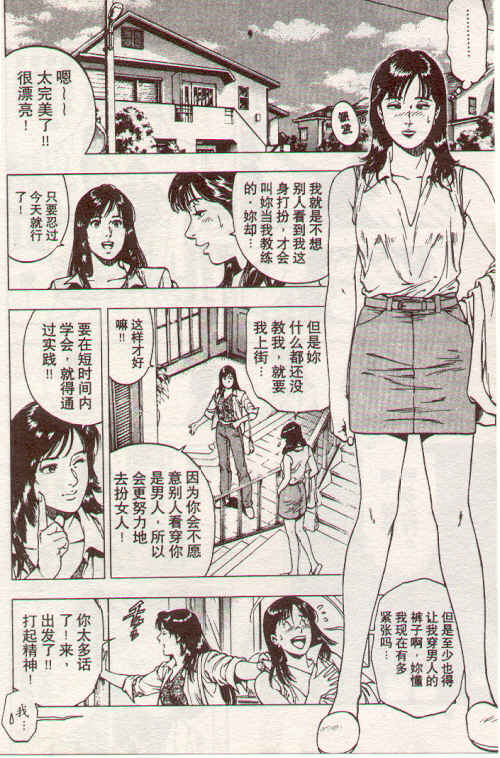 …………
嗯～～
太完美了!!
很漂亮！
我就是不想
别人看到我这
身打扮，才会
叫妳当我教练
的．妳却…
只要忍过
今天就行
了！
但是妳
什么都还没
教我，就要
我上街…
这样才好
嘛!!
要在短时间内
学会，就得通
过实践!!
因为你会不愿
意别人看穿你
是男人，所以
会更努力地
去扮女人！
但是至少也得
让我穿男人的
裤子啊，妳懂
我现在有多
紧张吗…
你太多话
了！来，
出发了!!
打起精神！
我…